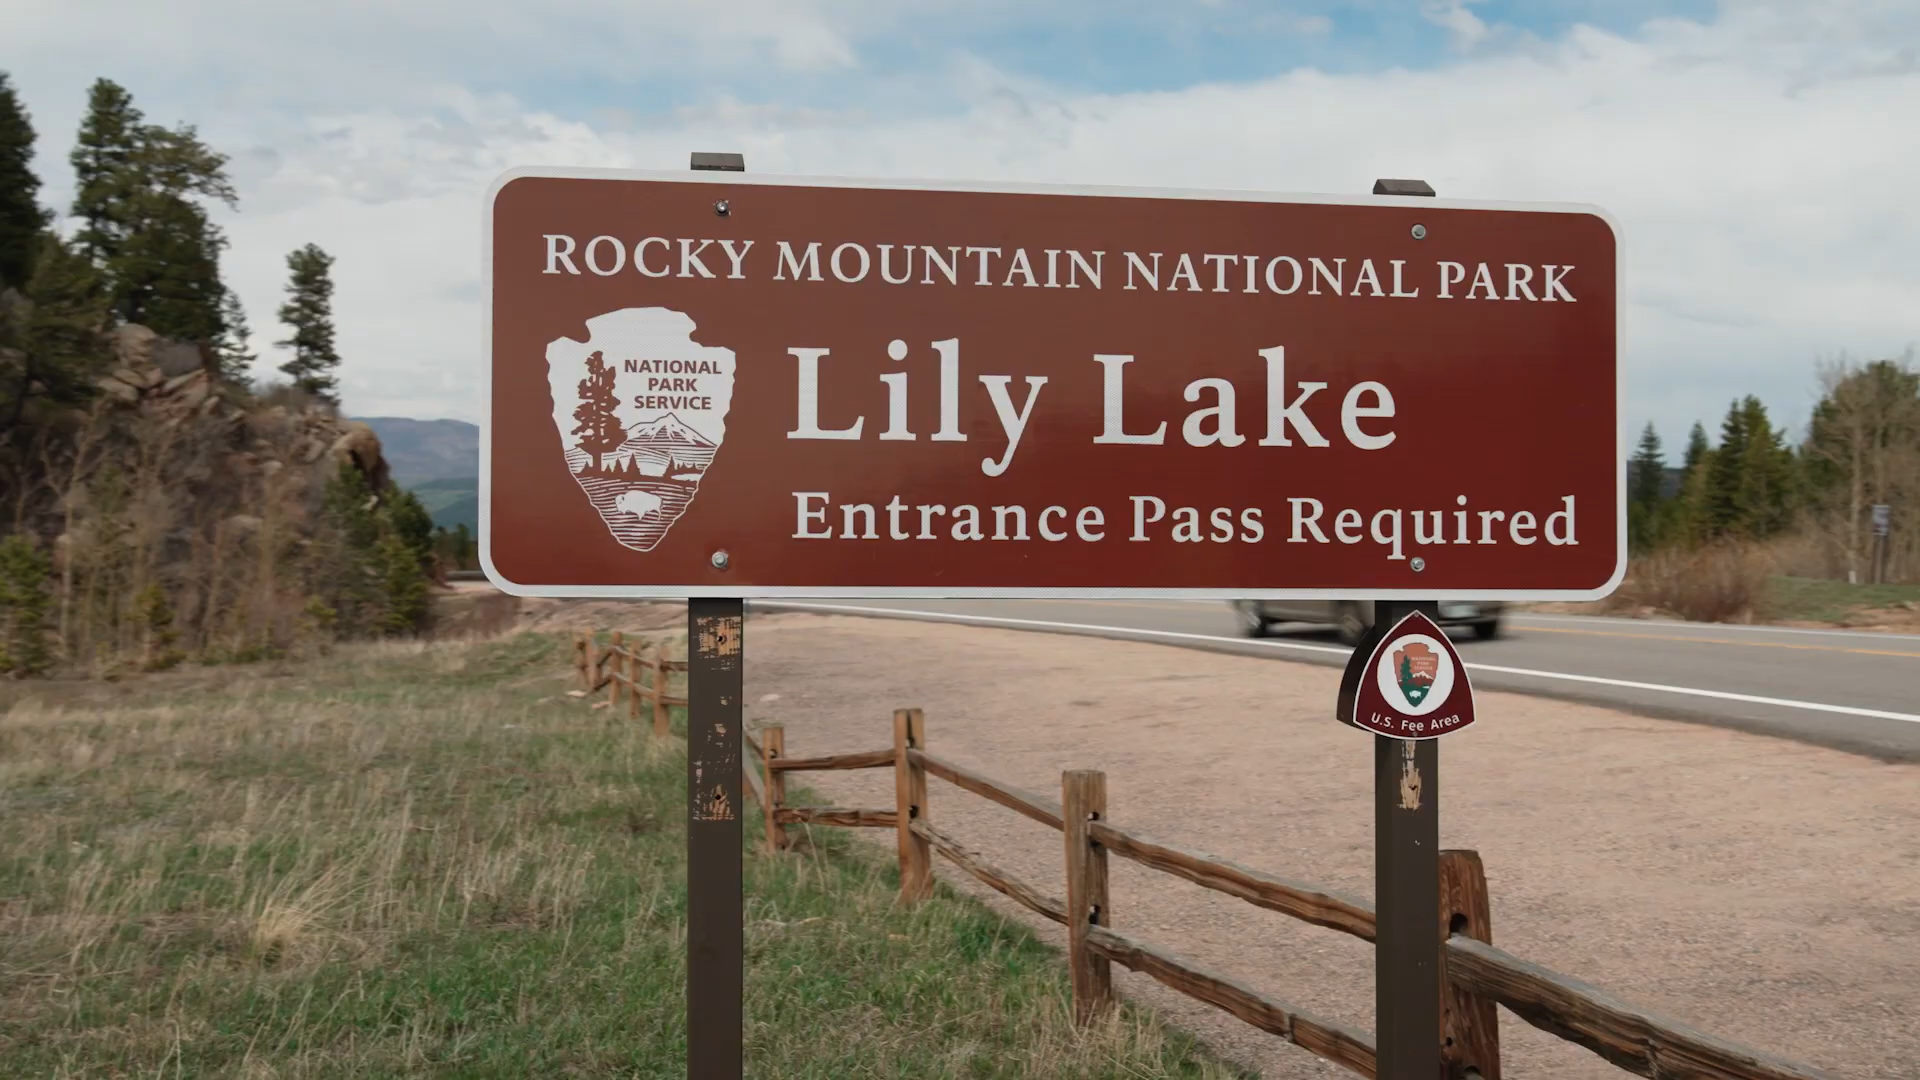 ROCKY MOUNTAIN NATIONAL PARK
NATIONAL
PARK
SERVICE
Lily Lake
Entrance Pass Required
U.S. Fee Area